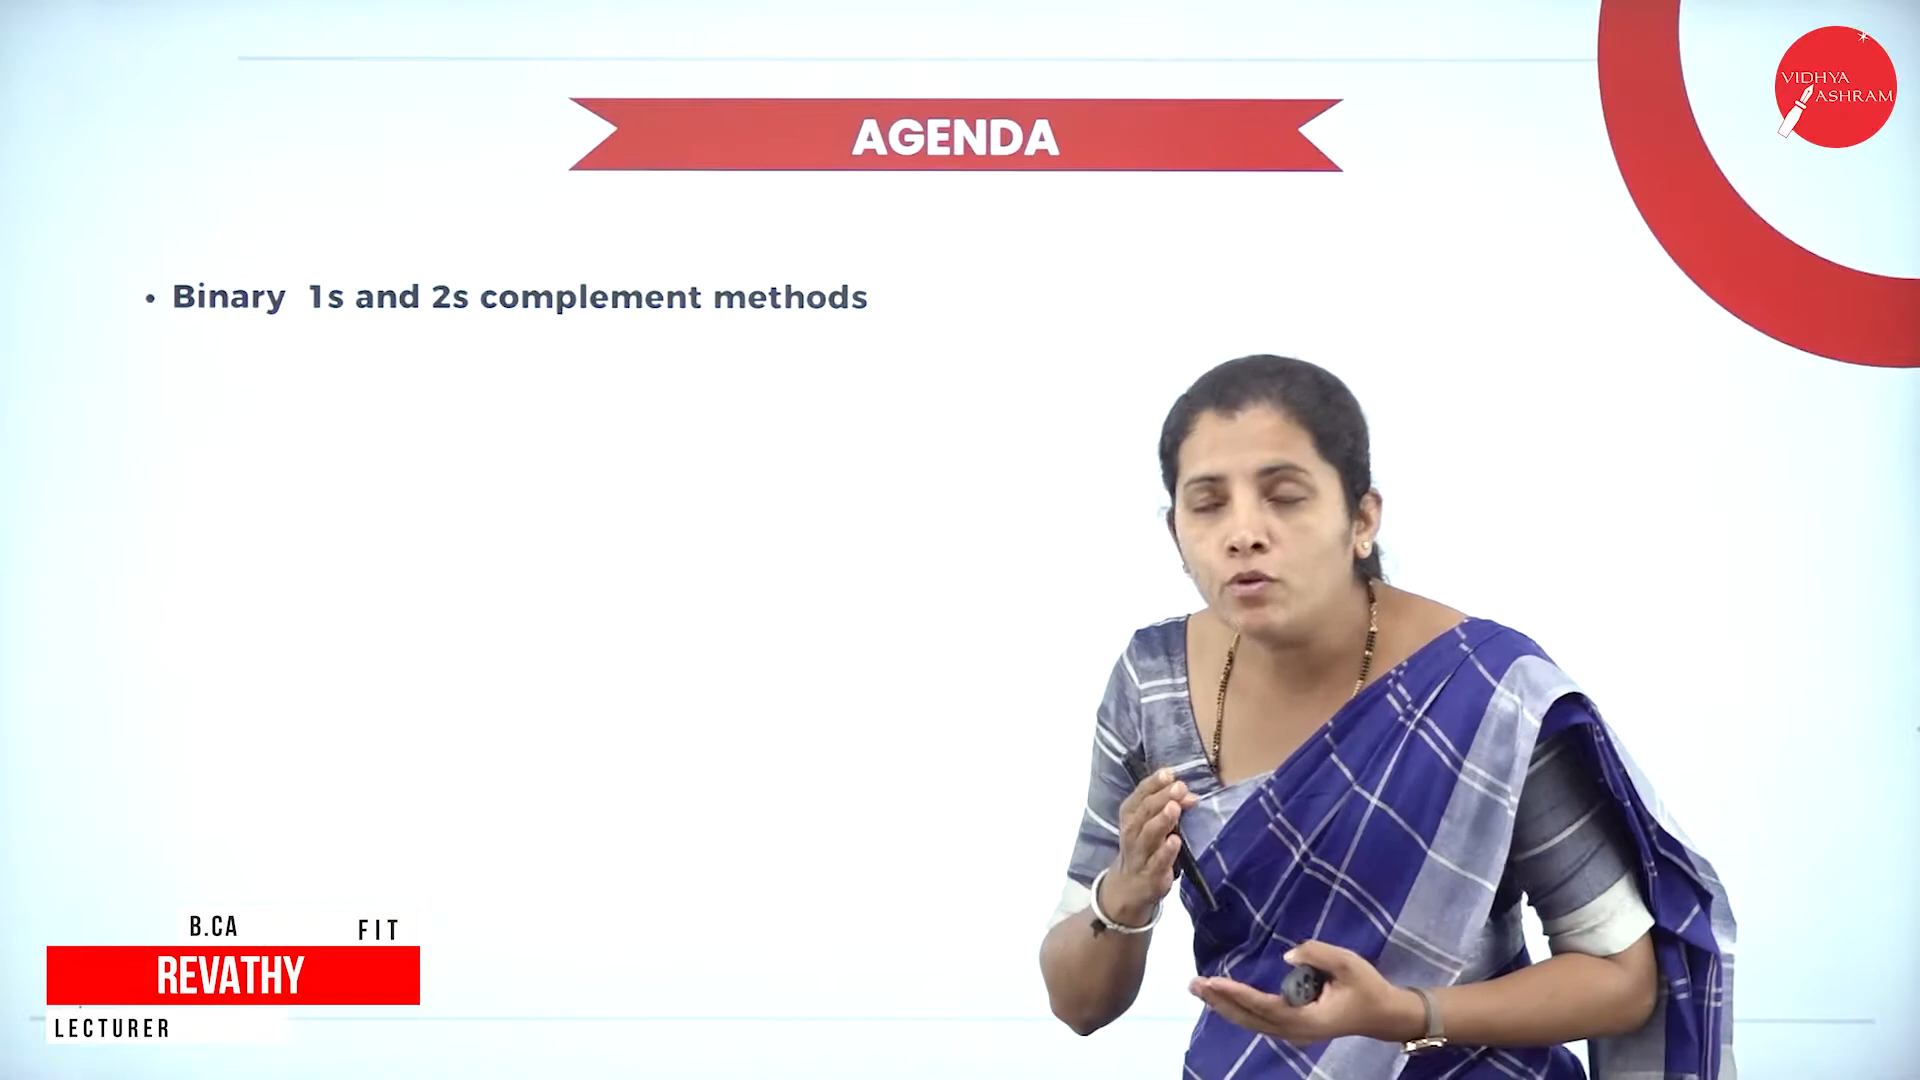 VIDHYA
ASHRAM
AGENDA
• Binary 1s and 2s complement methods
B.CA FIT
REVATHY
LECTURER